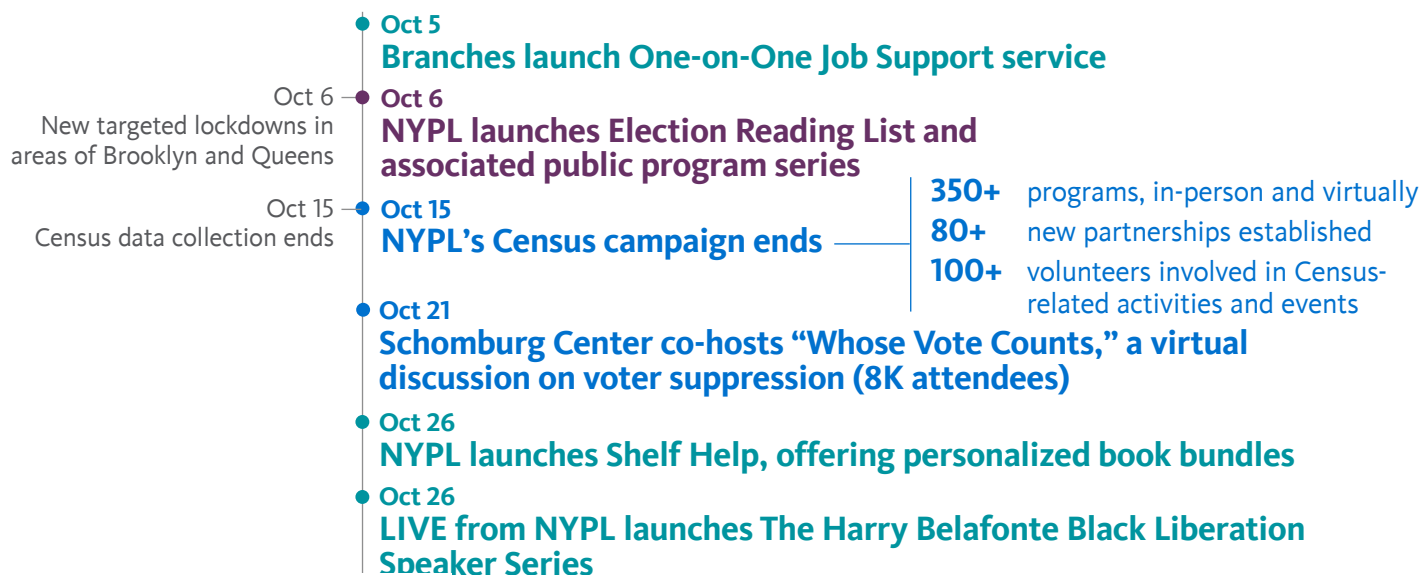 Oct 5
Branches launch One-on-One Job Support service
Oct 6
New targeted lockdowns in
areas of Brooklyn and Queens
Oct 6
NYPL launches Election Reading List and
associated public program series
Oct 15
Census data collection ends
Oct 15
NYPL’s Census campaign ends
350+ programs, in-person and virtually
80+ new partnerships established
100+ volunteers involved in Census-
related activities and events
Oct 21
Schomburg Center co-hosts “Whose Vote Counts,” a virtual
discussion on voter suppression (8K attendees)
Oct 26
NYPL launches Shelf Help, offering personalized book bundles
Oct 26
LIVE from NYPL launches The Harry Belafonte Black Liberation
Speaker Series